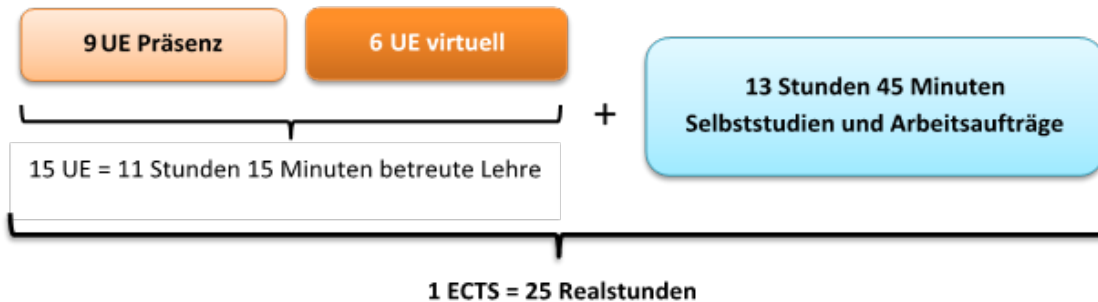 9 UE Präsenz
6 UE virtuell
13 Stunden 45 Minuten
Selbststudien und Arbeitsaufträge
+
15 UE = 11 Stunden 15 Minuten betreute Lehre
1 ECTS = 25 Realstunden